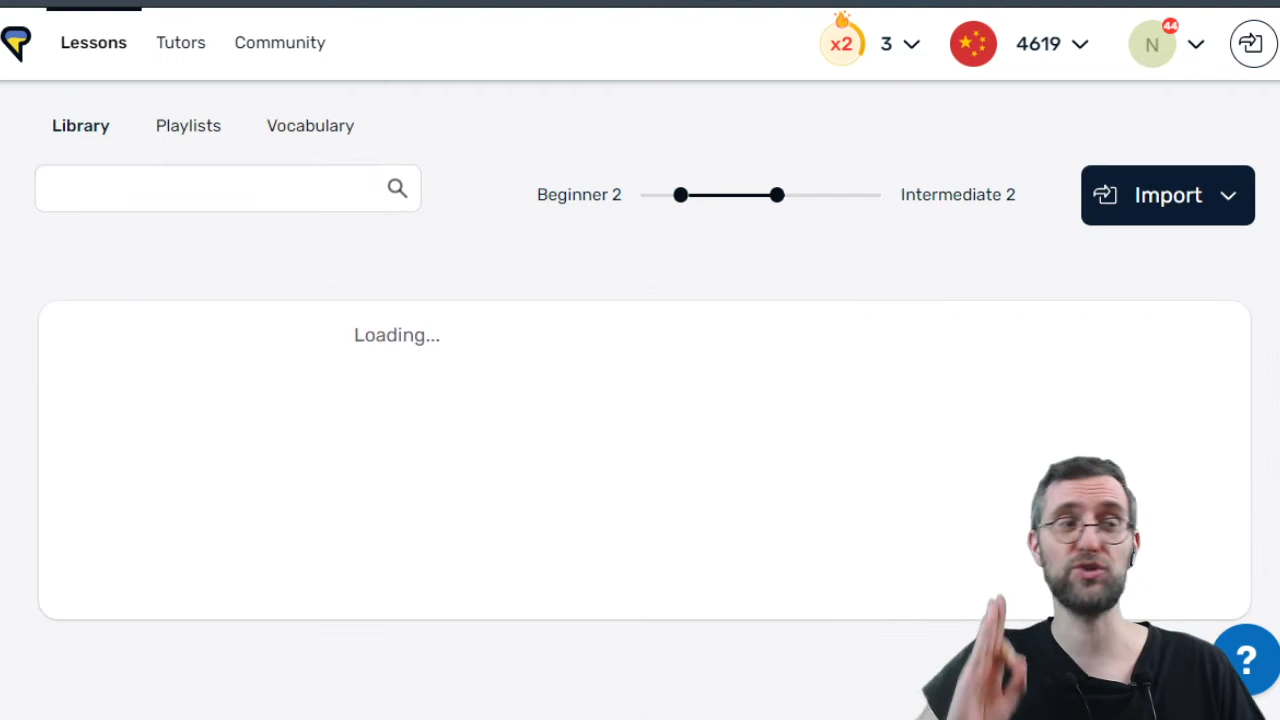 Lessons Tutors Community x2 3 4619 N 44
Library Playlists Vocabulary
Beginner 2 Intermediate 2 Import
Loading...
?